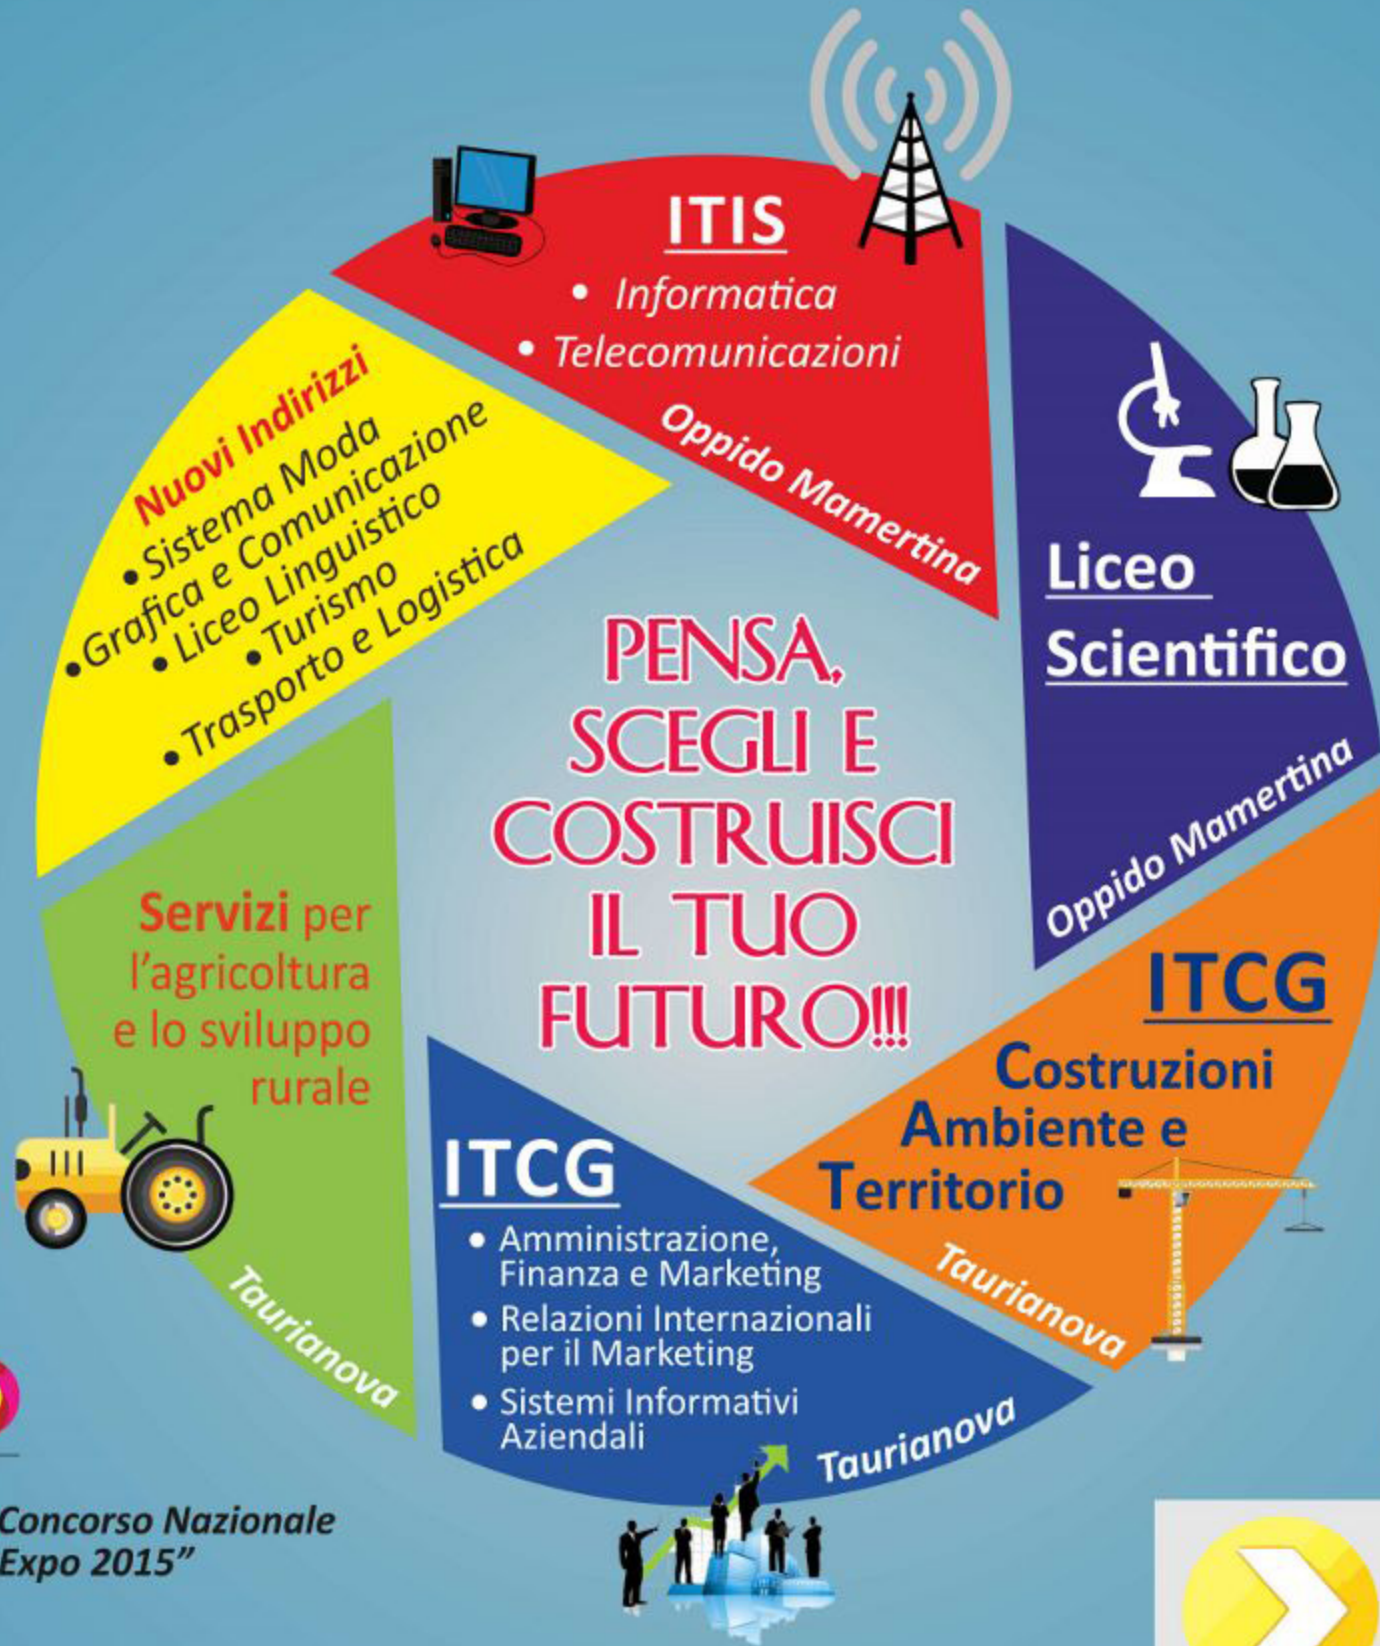 ITIS
• Informatica
• Telecomunicazioni
Oppido Mamertina
Liceo
Scientifico
Oppido Mamertina
ITCG
Costruzioni
Ambiente e
Territorio
Taurianova
ITCG
• Amministrazione,
Finanza e Marketing
• Relazioni Internazionali
per il Marketing
• Sistemi Informativi
Aziendali
Taurianova
Servizi per
l'agricoltura
e lo sviluppo
rurale
Taurianova
Nuovi Indirizzi
• Sistema Moda
• Grafica e Comunicazione
• Liceo Linguistico
• Turismo
• Trasporto e Logistica
PENSA,
SCEGLI E
COSTRUISCI
IL TUO
FUTURO!!!
Concorso Nazionale
Expo 2015”